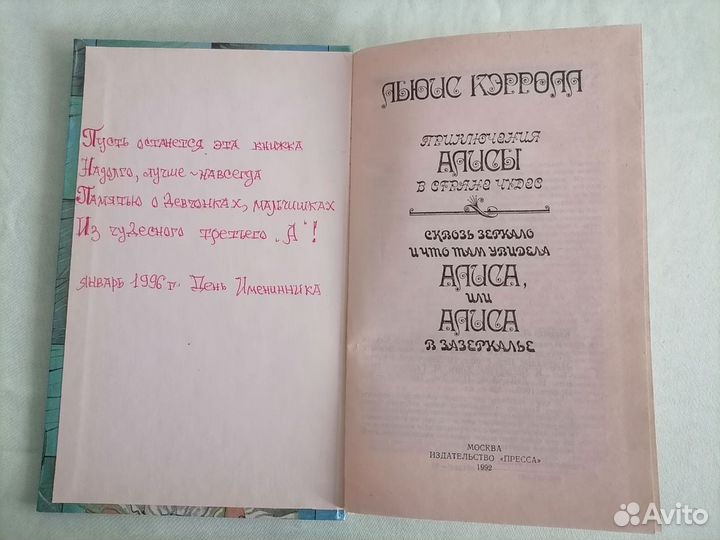 Пусть останется эта книжка
Надолго, лучше - навсегда
Памятью о девчонках, мальчишках
Из чудесного третьего „А"!
январь 1996 г. День Именинника
ЛЬЮИС КЭРРОЛЛ
ПРИКЛЮЧЕНИЯ
АЛИСЫ
В СТРАНЕ ЧУДЕС
СКВОЗЬ ЗЕРКАЛО
И ЧТО ТАМ УВИДЕЛА
АЛИСА,
ИЛИ
АЛИСА
В ЗАЗЕРКАЛЬЕ
МОСКВА
ИЗДАТЕЛЬСТВО «ПРЕССА»
1992
Avito